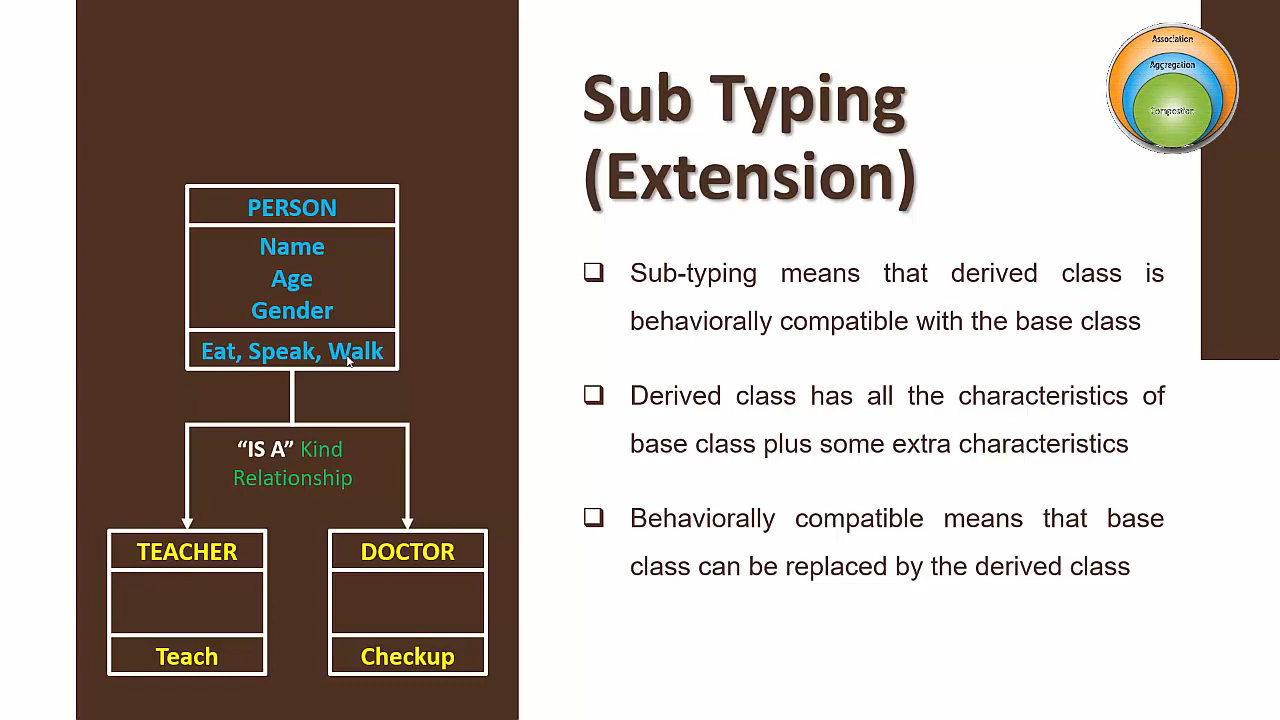 Sub Typing
(Extension)
Association
Aggregation
Composition
PERSON
Name
Age
Gender
Eat, Speak, Walk
“IS A” Kind
Relationship
TEACHER
Teach
DOCTOR
Checkup
Sub-typing means that derived class is
behaviorally compatible with the base class
Derived class has all the characteristics of
base class plus some extra characteristics
Behaviorally compatible means that base
class can be replaced by the derived class